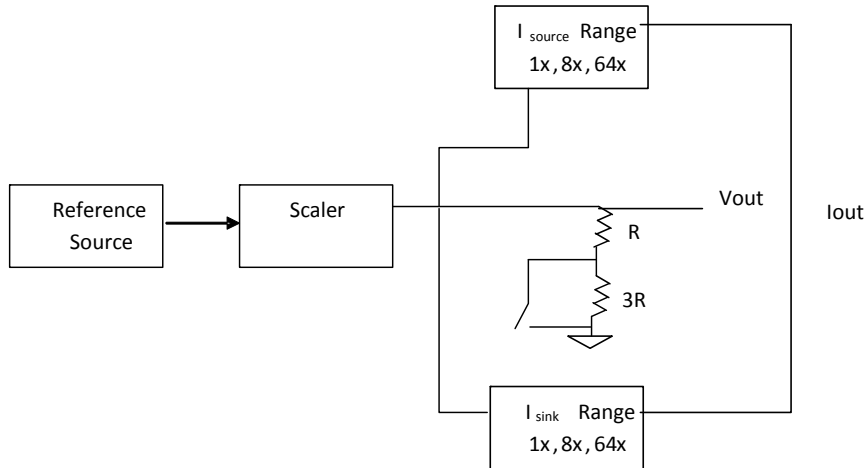 I source Range
1x, 8x, 64x
Reference
Source
Scaler
Vout
Iout
R
3R
I sink Range
1x, 8x, 64x